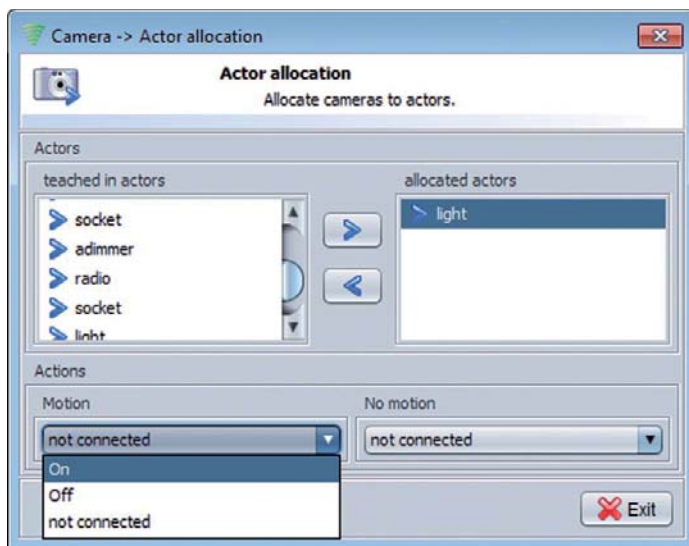 Camera -> Actor allocation
Actor allocation
Allocate cameras to actors.
Actors
teached in actors
allocated actors
socket
adimmer
radio
socket
light
light
Actions
Motion
No motion
not connected
not connected
On
Off
not connected
Exit